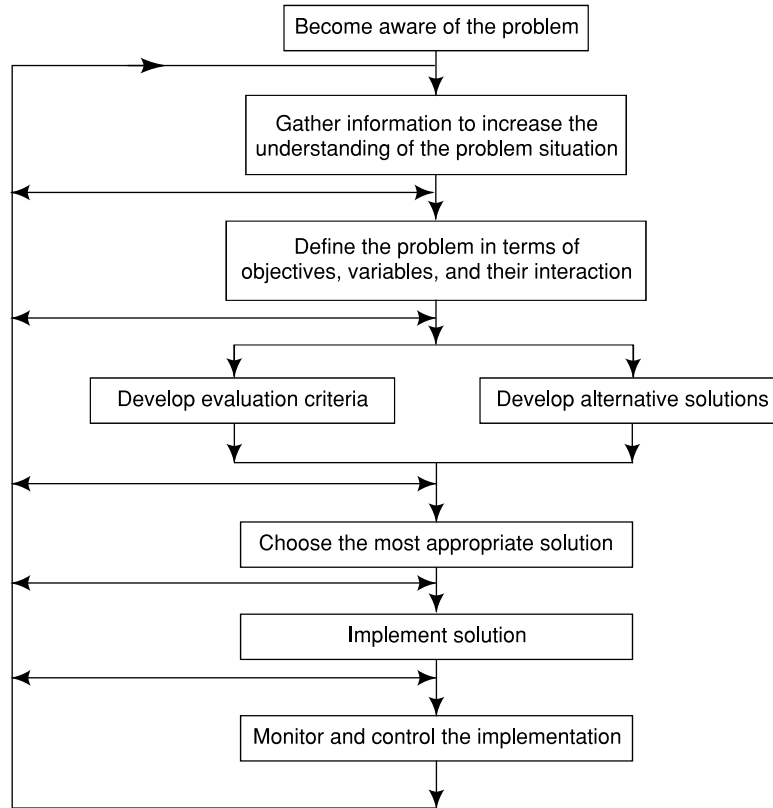 Become aware of the problem
Gather information to increase the
understanding of the problem situation
Define the problem in terms of
objectives, variables, and their interaction
Develop evaluation criteria
Develop alternative solutions
Choose the most appropriate solution
Implement solution
Monitor and control the implementation